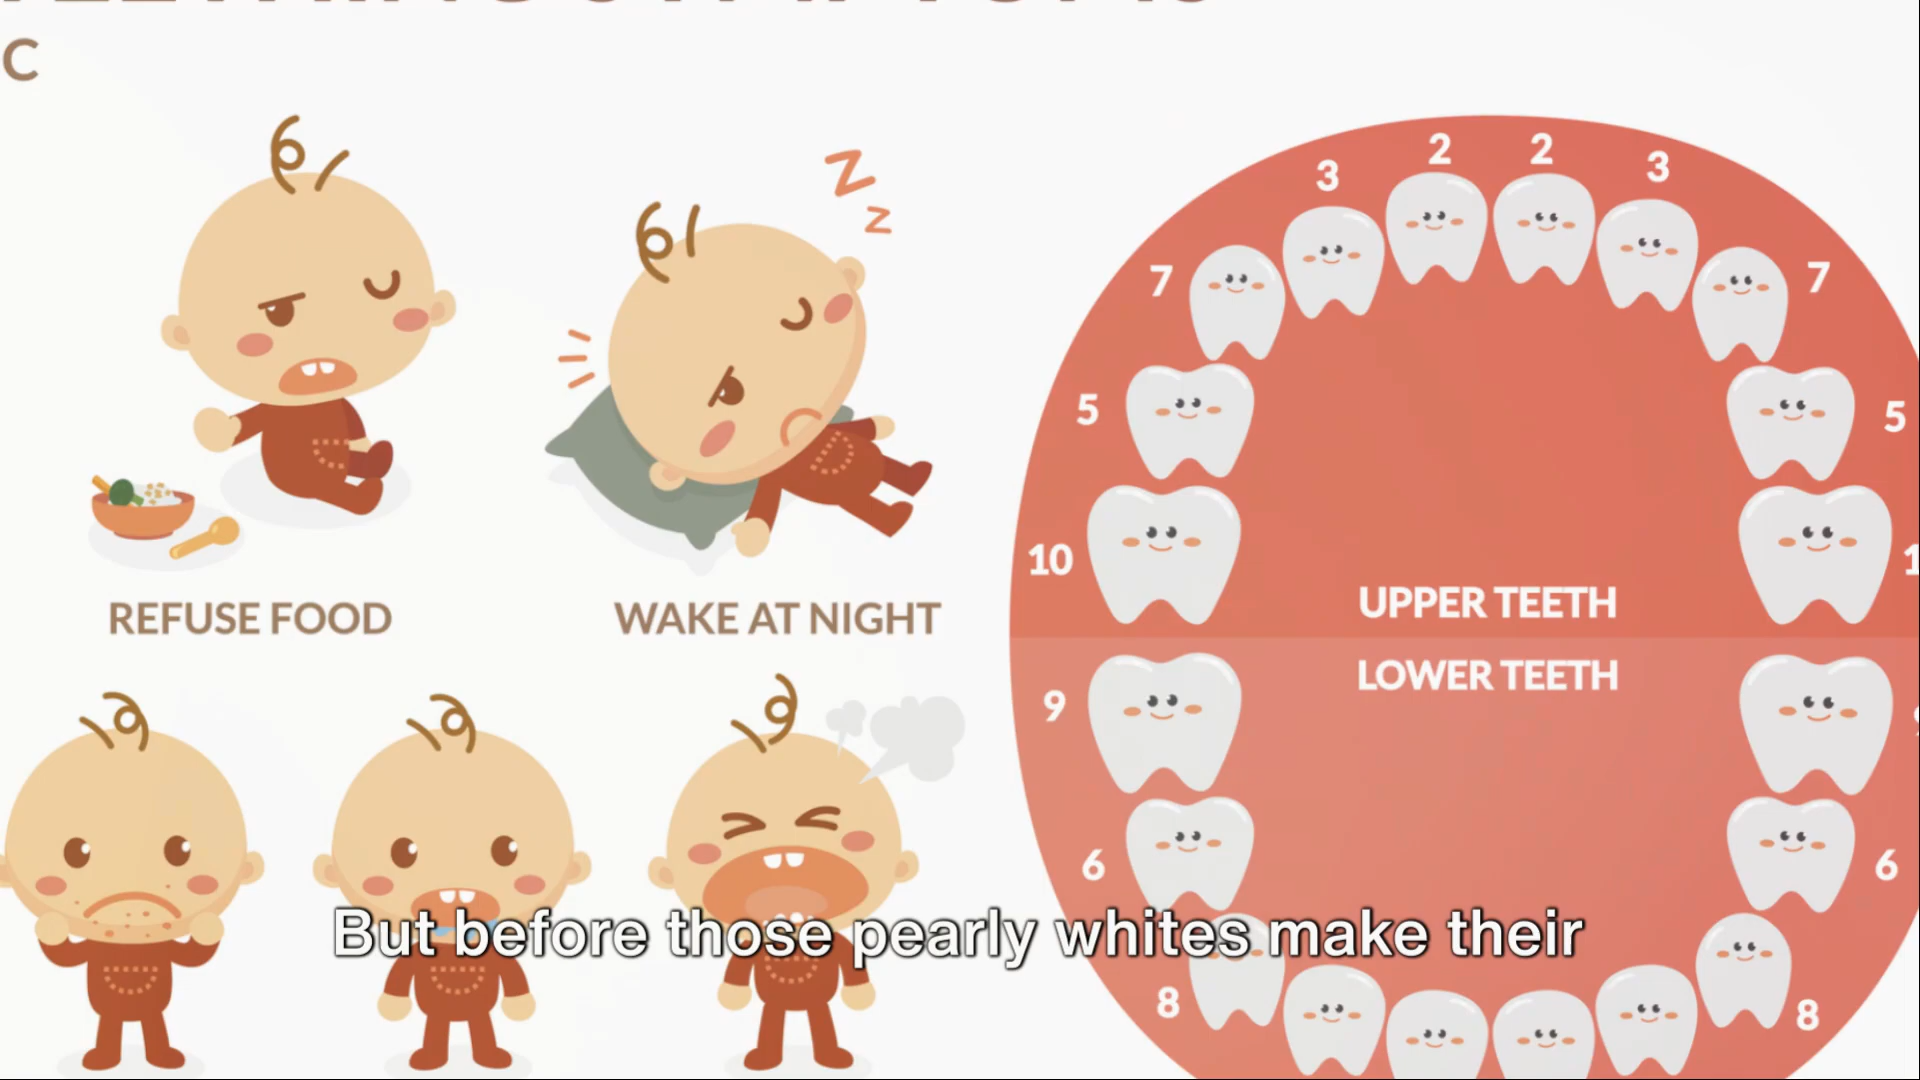 C
REFUSE FOOD
WAKE AT NIGHT
3 2 2 3
7 7
5 5
10
UPPER TEETH
LOWER TEETH
9
6 6
8 8
But before those pearly whites make their